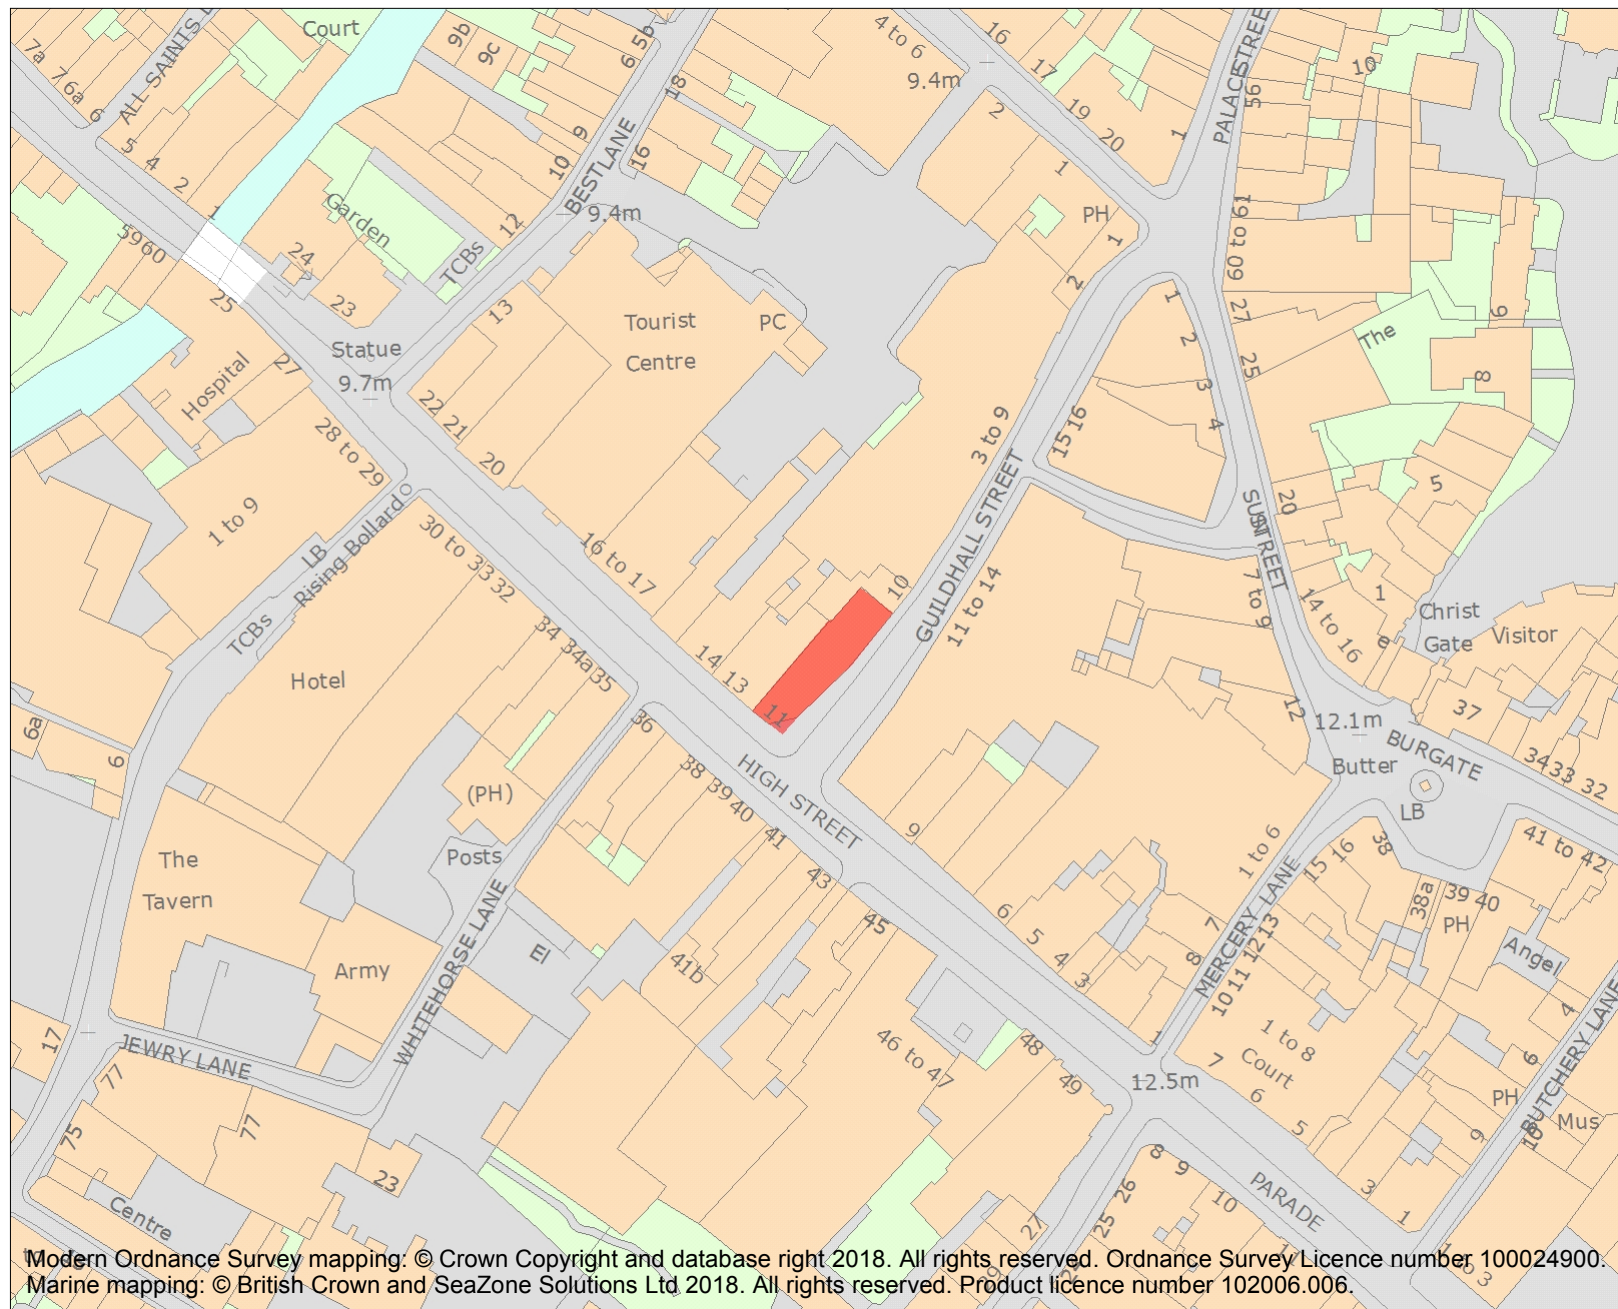 Court
ALL SAINTS L
7a
7
6a
6
5
4
2
1
9b
9c
6
5b
18
9
10
16
BESTLANE
9.4m
12
TCBs
Garden
24
23
5960
25
Statue
9.7m
27
Hospital
28 to 29
1 to 9
LB
Rising Bollard
TCBs
Hotel
6a
6
13
22
21
20
Tourist
Centre
PC
16 to 17
14
13
11
10
4 to 6
9.4m
16
17
19
20
2
1
PH
1
2
1
PALACE STREET
56
10
60 to 61
27
25
1
2
3
4
3 to 9
15
16
GUILDHALL STREET
11 to 14
SUN STREET
20
The
9
8
5
1
7 to 9
14 to 16
e
Christ
Gate
Visitor
12
12.1m
37
BURGATE
34
33
32
Butter
LB
38
41 to 42
30 to 33
32
34
34a
35
36
38
39
40
41
43
45
HIGH STREET
9
6
5
4
3
1
1 to 6
15
16
7
8
MERCERY LANE
10
11
12
13
38a
39
40
PH
Angel
4
BUTCHERY LANE
6
PH
9
10
Mus
(PH)
Posts
The
Tavern
Army
El
41b
WHITEHORSE LANE
JEWRY LANE
17
77
75
77
23
Centre
46 to 47
48
49
12.5m
1 to 8
Court
7
6
5
3
1
8
9
10
PARADE
26
25
27
1 to 3
Modern Ordnance Survey mapping: © Crown Copyright and database right 2018. All rights reserved. Ordnance Survey Licence number 100024900.
Marine mapping: © British Crown and SeaZone Solutions Ltd 2018. All rights reserved. Product licence number 102006.006.